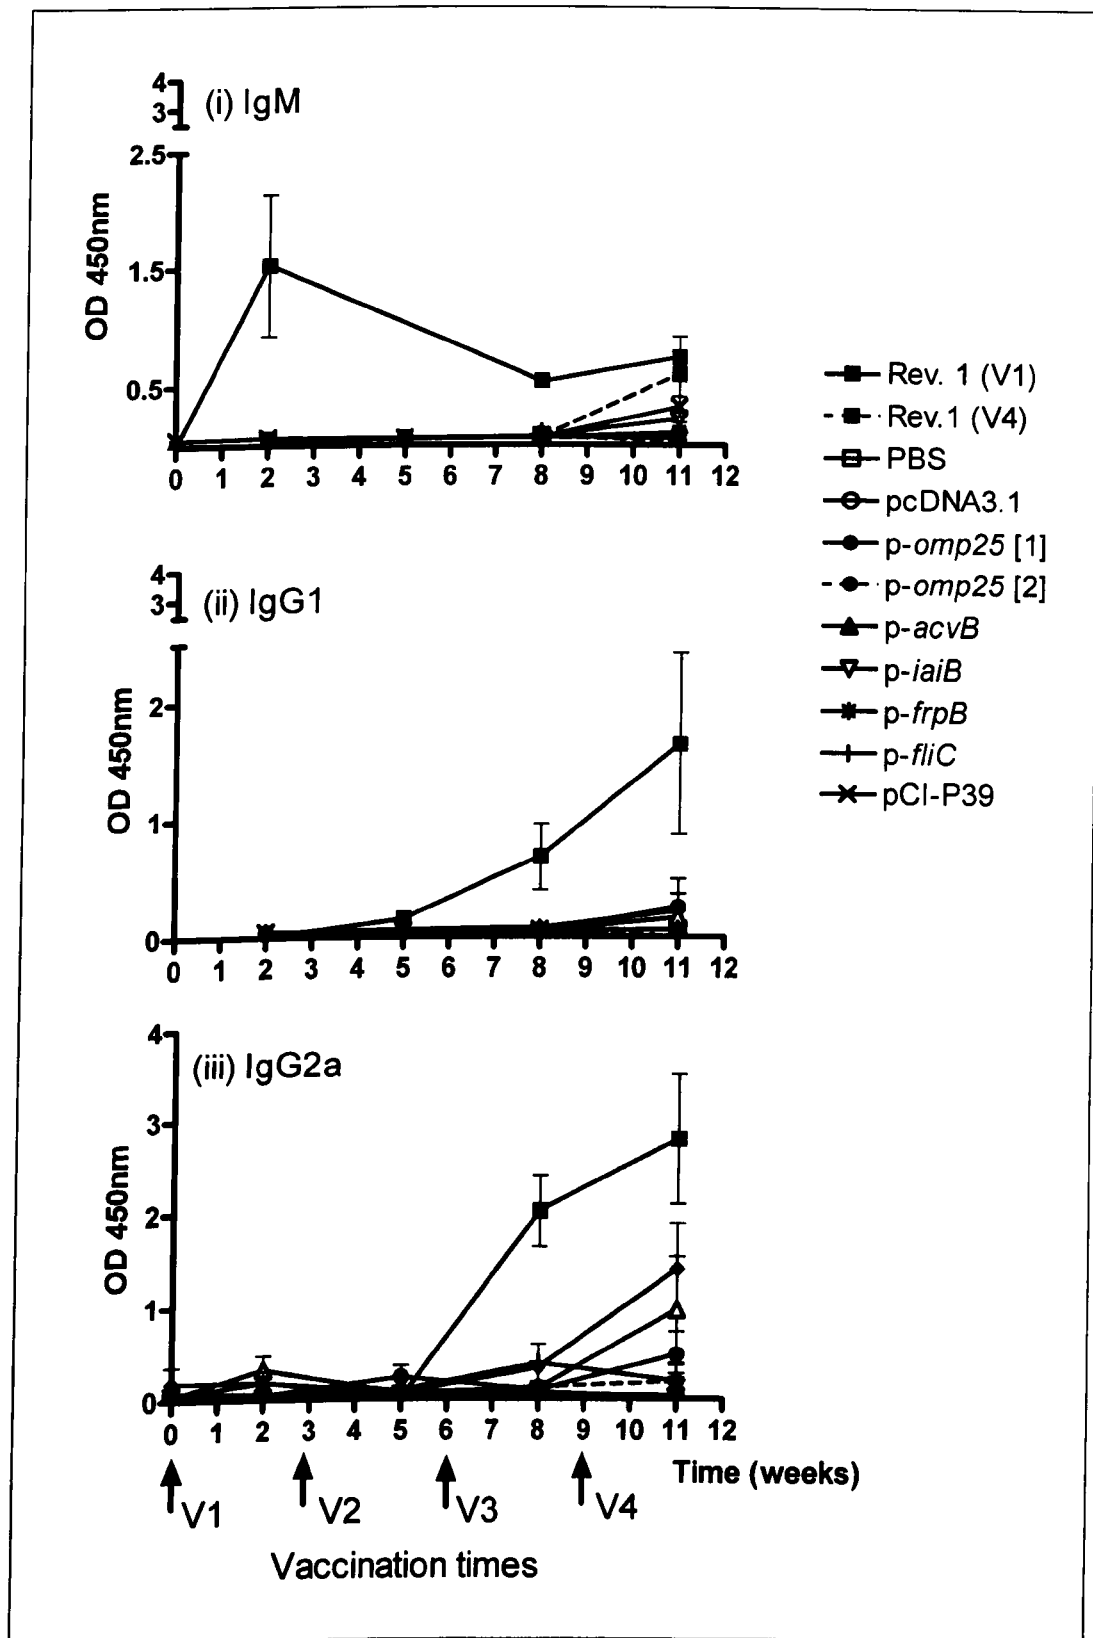 4
3
(i) IgM
2.5
1.5
0.5
OD 450nm
0 1 2 3 4 5 6 7 8 9 10 11 12
Rev. 1 (V1)
Rev.1 (V4)
PBS
pcDNA3.1
p-omp25 [1]
p-omp25 [2]
p-acvB
p-iaiB
p-frpB
p-fliC
pCI-P39
4
3
(ii) IgG1
2
1
0
OD 450nm
0 1 2 3 4 5 6 7 8 9 10 11 12
4
(iii) IgG2a
3
2
1
0
OD 450nm
0 1 2 3 4 5 6 7 8 9 10 11 12
Time (weeks)
V1 V2 V3 V4
Vaccination times